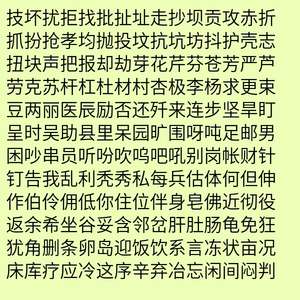 技坏扰拒找批扯址走抄坝贡攻赤折
抓扮抢孝均抛投坟抗坑坊抖护壳志
扭块声把报却劫芽花芹芬苍芳严芦
劳克苏杆杠杜材村杏极李杨求更束
豆两丽医辰励否还歼来连步坚旱盯
呈时吴助县里呆园旷围呀吨足邮男
困吵串员听吩吹呜吧吼别岗帐财针
钉告我乱利秃秀私每兵估体何但伸
作伯伶佣低你住位伴身皂佛近彻役
返余希坐谷妥含邻岔肝肚肠龟免狂
犹角删条卵岛迎饭饮系言冻状亩况
床库疗应冷这序辛弃冶忘闲间闷判